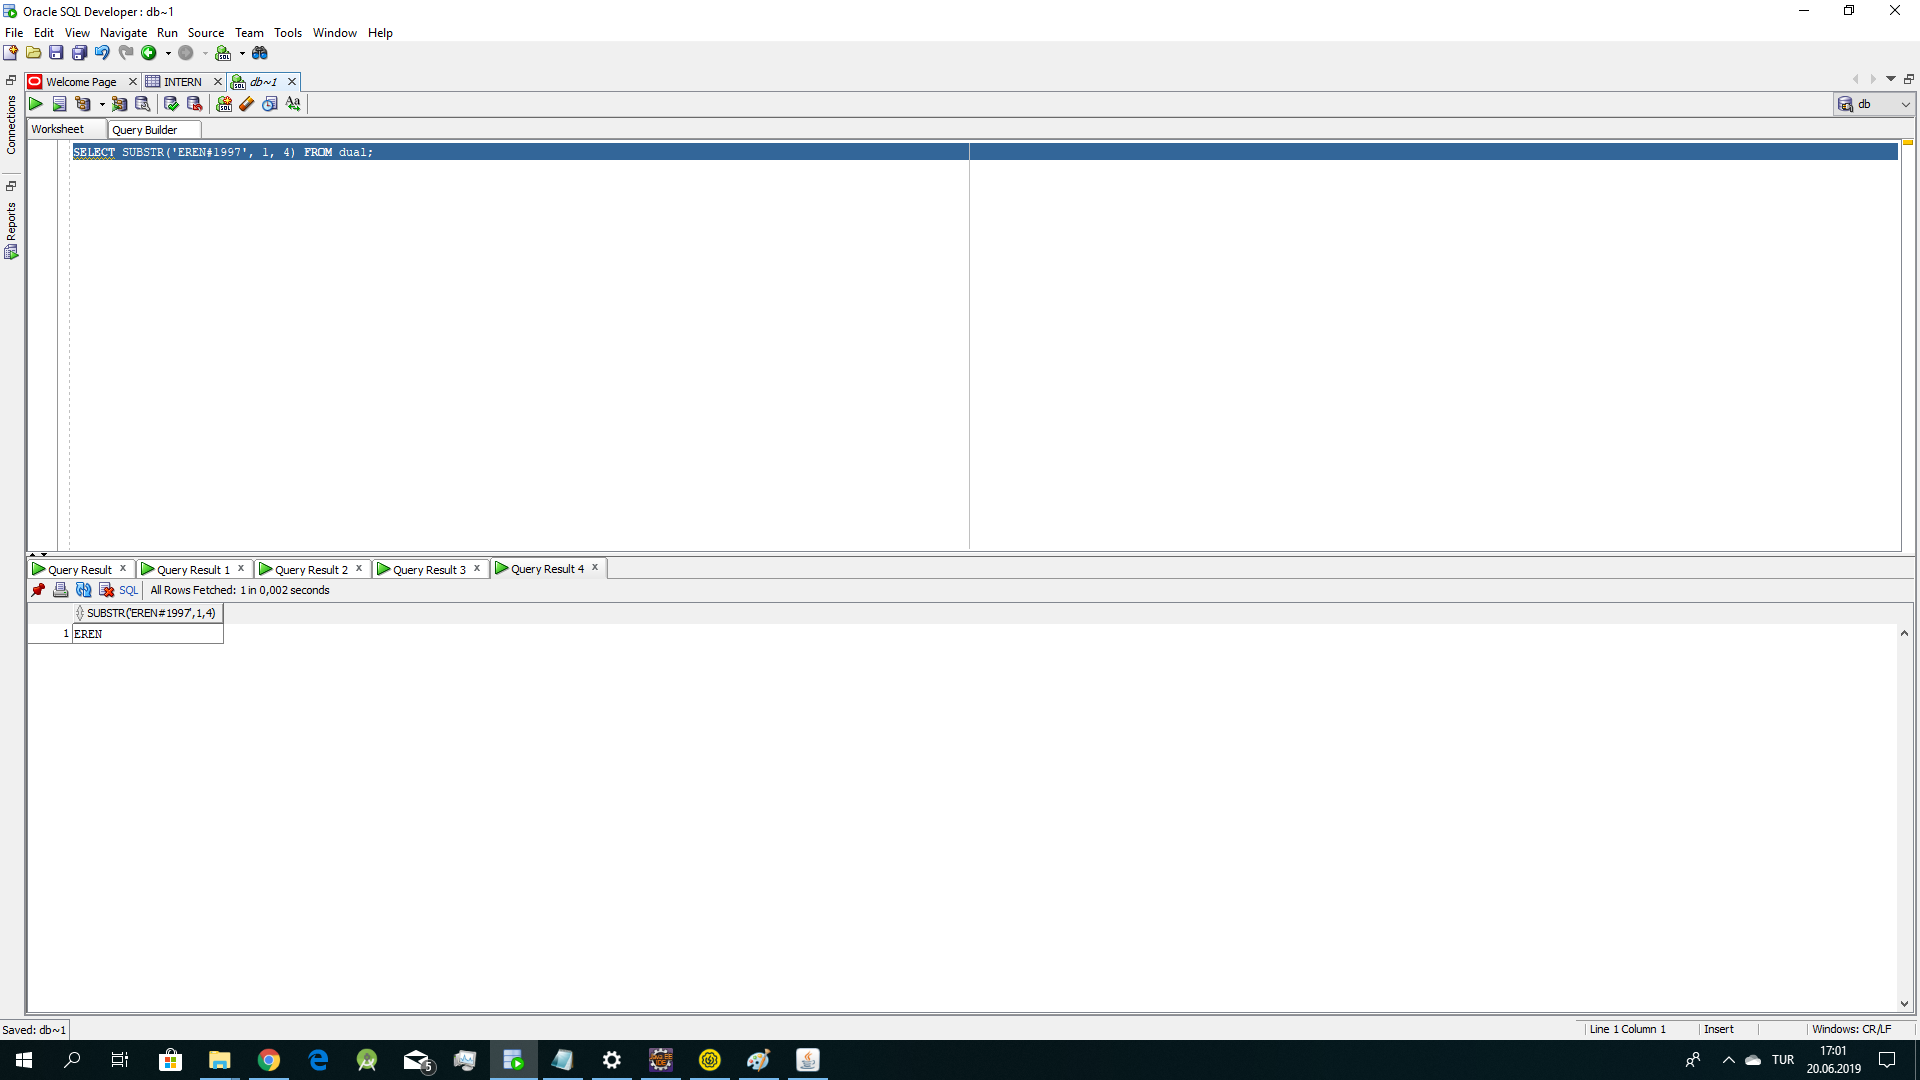 Oracle SQL Developer : db~1
File Edit View Navigate Run Source Team Tools Window Help
Welcome Page INTERN db~1
db
Connections
Reports
Worksheet Query Builder
SELECT SUBSTR('EREN#1997', 1, 4) FROM dual;
Query Result Query Result 1 Query Result 2 Query Result 3 Query Result 4
SQL All Rows Fetched: 1 in 0,002 seconds
SUBSTR('EREN#1997',1,4)
1 EREN
Saved: db~1 Line 1 Column 1 Insert Windows: CR/LF
5
TUR
17:01
20.06.2019